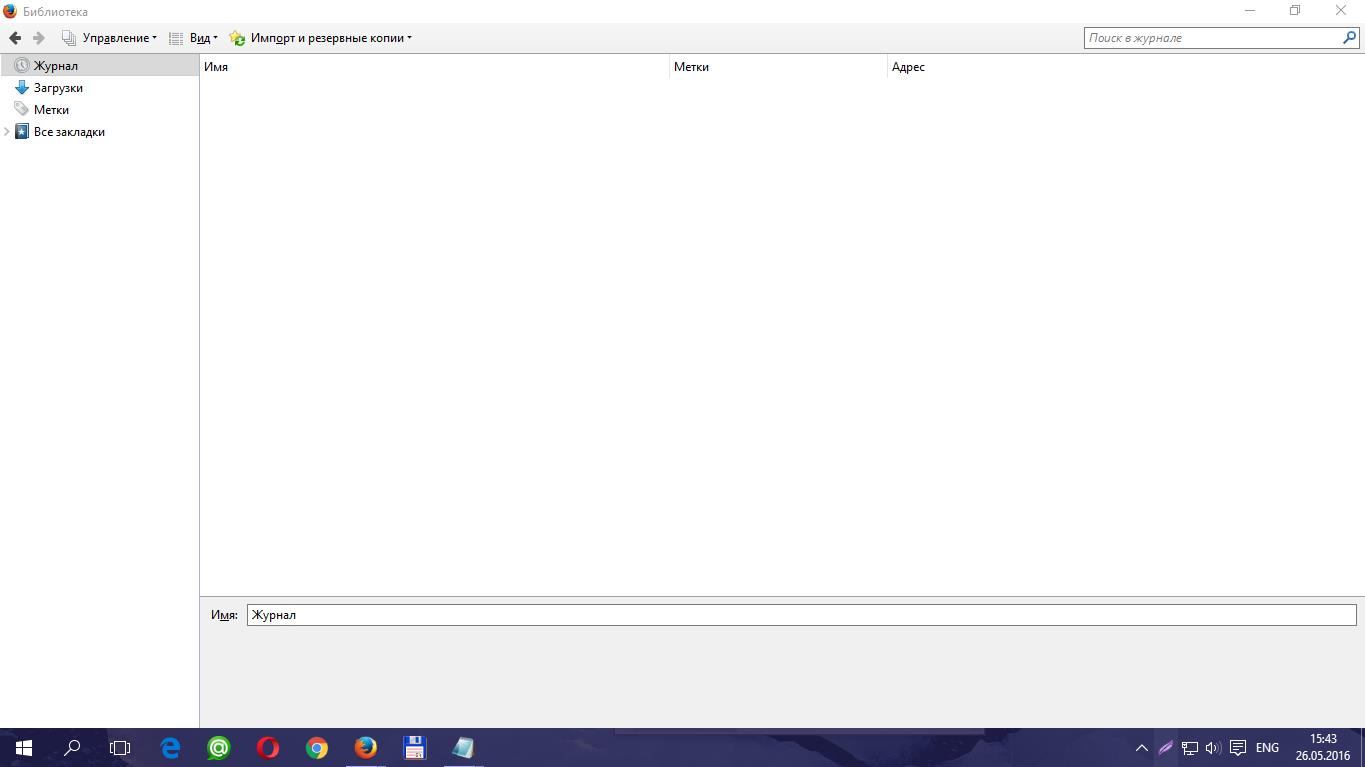 Библиотека
Управление Вид Импорт и резервные копии Поиск в журнале
Журнал
Загрузки
Метки
Все закладки
Имя Метки Адрес
Имя: Журнал
ENG
15:43
26.05.2016